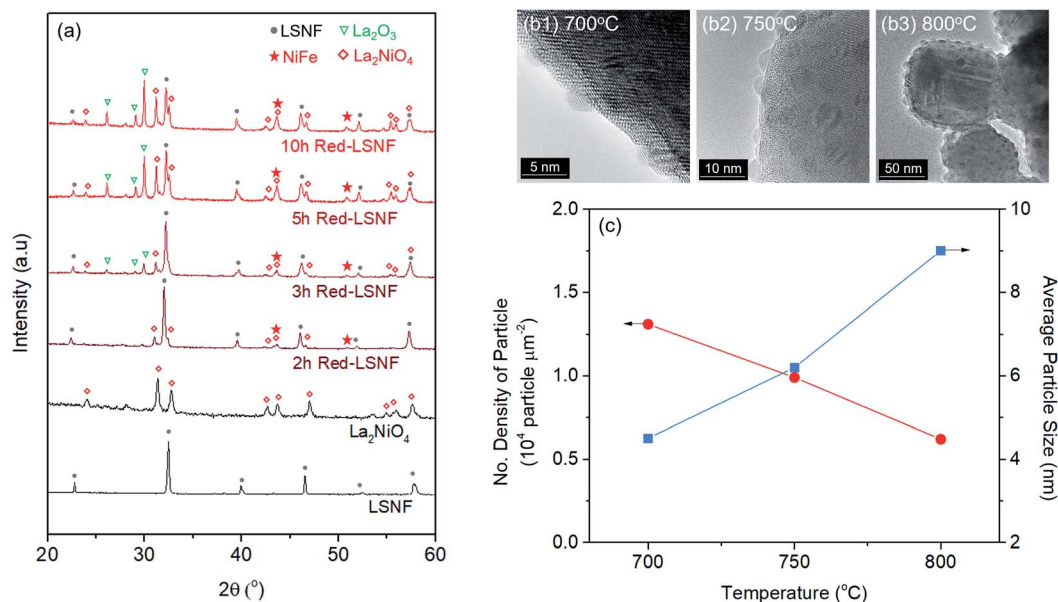 (a)
LSNF
La₂O₃
NiFe
La₂NiO₄
10h Red-LSNF
5h Red-LSNF
3h Red-LSNF
2h Red-LSNF
La₂NiO₄
LSNF
Intensity (a.u)
20 30 40 50 60
2θ (°)
(b1) 700°C
5 nm
(b2) 750°C
10 nm
(b3) 800°C
50 nm
(c)
2.0
1.5
1.0
0.5
0.0
10
8
6
4
2
No. Density of Particle
(10⁴ particle μm⁻²)
Average Particle Size (nm)
700 750 800
Temperature (°C)